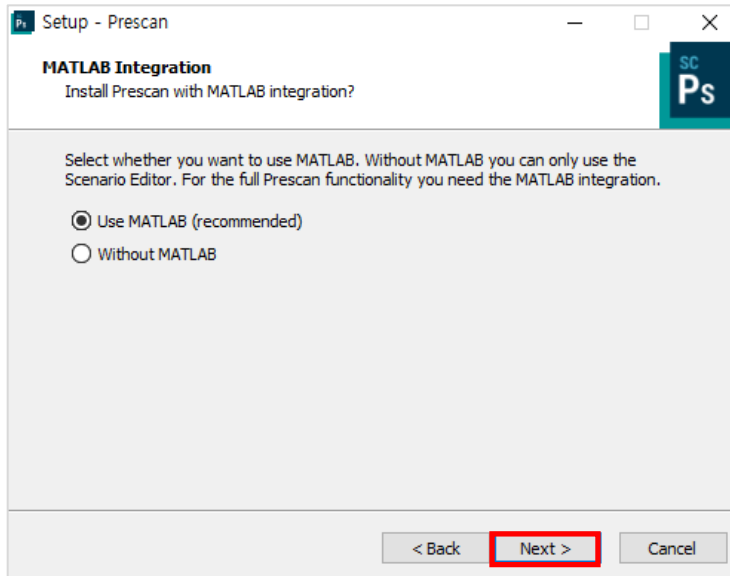 Ps Setup - Prescan
MATLAB Integration
Install Prescan with MATLAB integration?
SC
Ps
Select whether you want to use MATLAB. Without MATLAB you can only use the
Scenario Editor. For the full Prescan functionality you need the MATLAB integration.
Use MATLAB (recommended)
Without MATLAB
< Back Next > Cancel